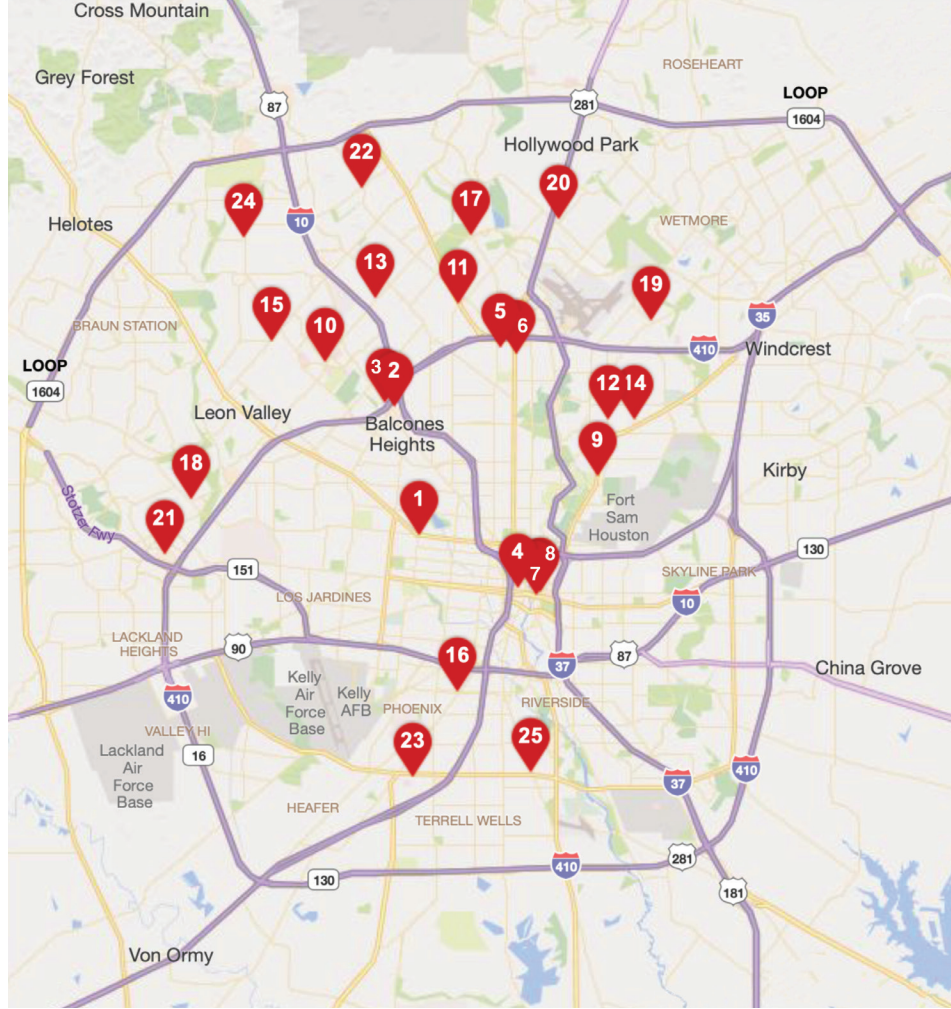 Cross Mountain
ROSEHEART
Grey Forest
LOOP
87
281
1604
Hollywood Park
22
20
24
17
Helotes
10
WETMORE
13
11
19
15
5
6
35
BRAUN STATION
10
410
Windcrest
LOOP
3
2
12
14
1604
Leon Valley
Balcones
Heights
9
18
Kirby
Stotzer Fwy
1
Fort
Sam
Houston
21
4
8
130
151
7
SKYLINE PARK
LOS JARDINES
10
LACKLAND
HEIGHTS
90
16
37
87
China Grove
Kelly
Air
Force
Base
Kelly
AFB
410
PHOENIX
RIVERSIDE
VALLEY HI
23
25
16
Lackland
Air
Force
Base
37
410
HEAFER
TERRELL WELLS
410
281
130
181
Von Ormy